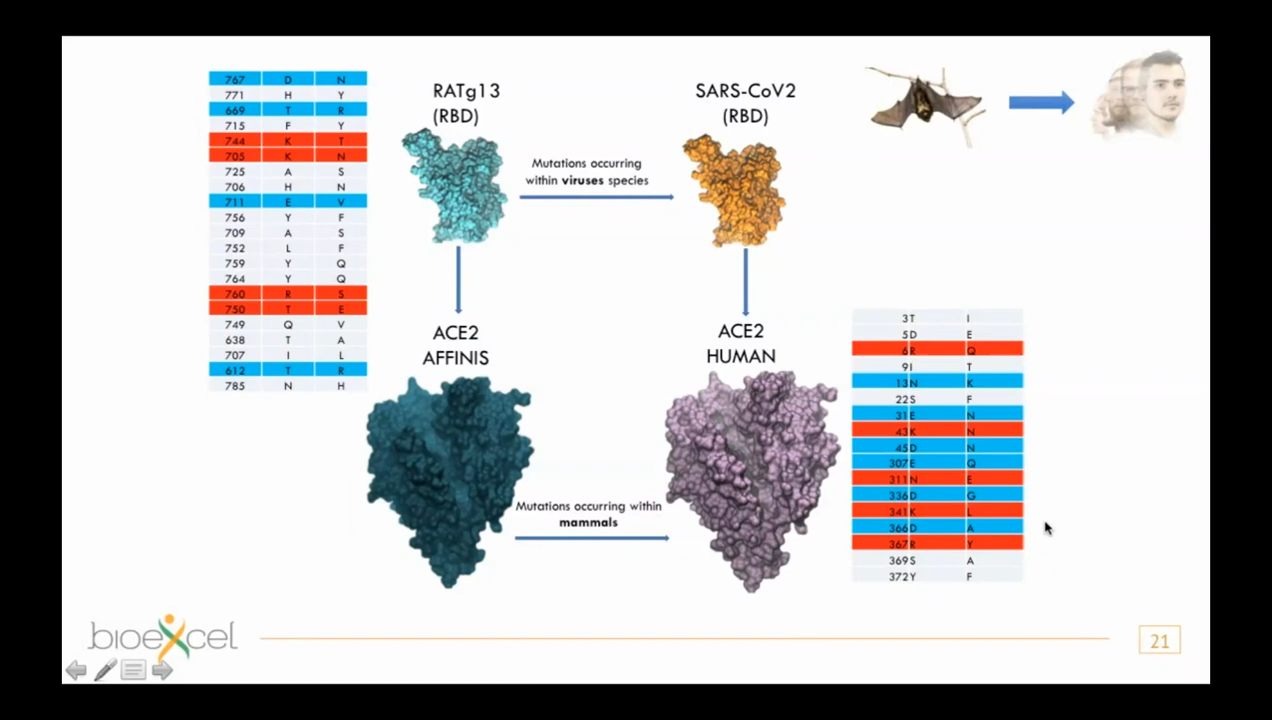 767 D N
771 H Y
669 T R
715 F Y
744 K T
705 K N
725 A S
706 H N
711 E V
756 Y F
709 A S
752 L F
759 Y Q
764 Y Q
760 R S
750 T E
749 Q V
638 T A
707 I L
612 T R
785 N H
RATg13
(RBD)
SARS-CoV2
(RBD)
Mutations occurring
within viruses species
ACE2
AFFINIS
ACE2
HUMAN
Mutations occurring within
mammals
3T I
5D E
6R Q
9I T
13N K
22S F
31E N
43K N
45D N
307E Q
311N E
336D G
341K L
366D A
367R Y
369S A
372Y F
bioexcel
21